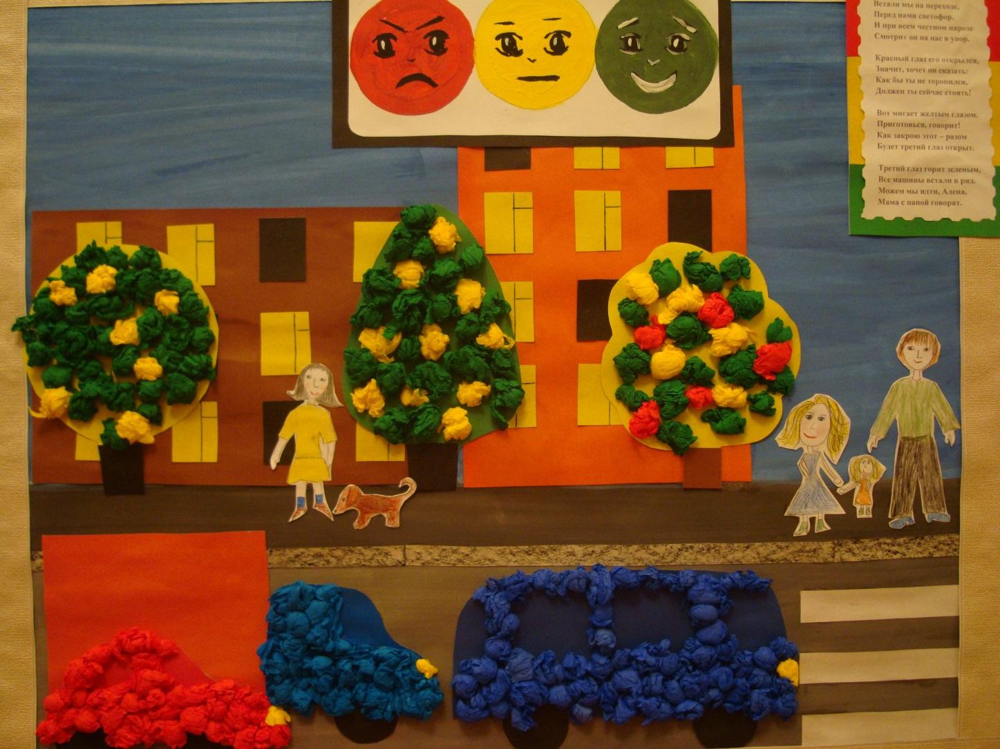 Встали мы на переходе,
Перед нами светофор.
И при всем честном народе
Смотрит он на нас в упор.
Красный глаз его открылся,
Значит, хочет он сказать:
Как бы ты не торопился,
Должен ты сейчас стоять!
Вот мигает желтым глазом.
Приготовься, говорит!
Как закрою этот – разом
Будет третий глаз открыт.
Третий глаз горит зеленым,
Все машины встали в ряд.
Можем мы идти, Алена,
Мама с папой говорят.